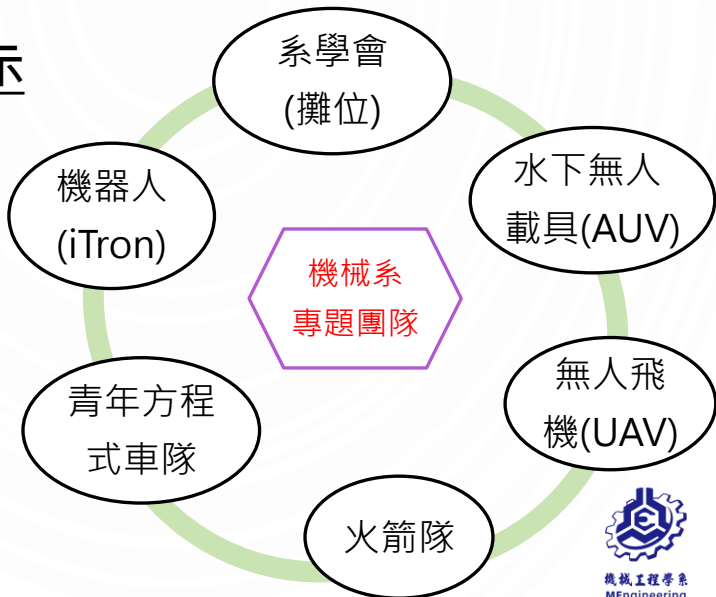 示
系學會
(攤位)
水下無人
載具(AUV)
無人飛
機(UAV)
火箭隊
青年方程
式車隊
機器人
(iTron)
機械系
專題團隊
機械工程學系
MEngineering